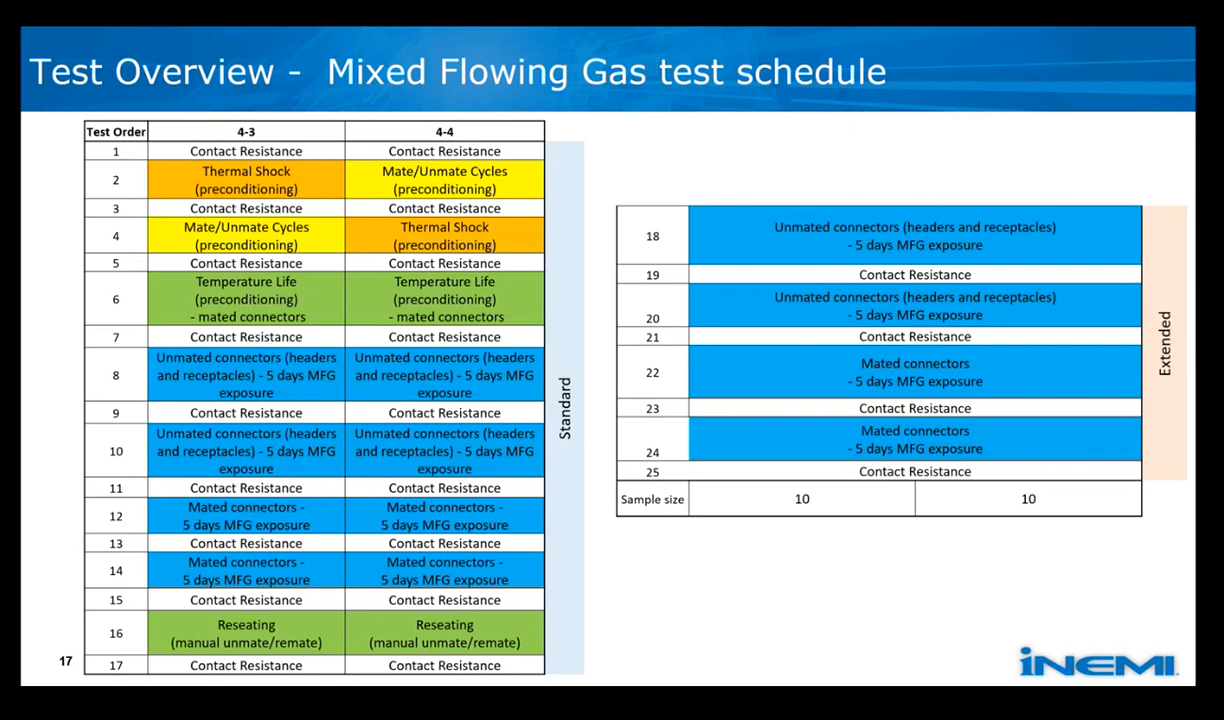 Test Overview - Mixed Flowing Gas test schedule
Test Order 4-3 4-4
1 Contact Resistance Contact Resistance
2 Thermal Shock (preconditioning) Mate/Unmate Cycles (preconditioning)
3 Contact Resistance Contact Resistance
4 Mate/Unmate Cycles (preconditioning) Thermal Shock (preconditioning)
5 Contact Resistance Contact Resistance
6 Temperature Life (preconditioning) - mated connectors Temperature Life (preconditioning) - mated connectors
7 Contact Resistance Contact Resistance
8 Unmated connectors (headers and receptacles) - 5 days MFG exposure Unmated connectors (headers and receptacles) - 5 days MFG exposure
9 Contact Resistance Contact Resistance
10 Unmated connectors (headers and receptacles) - 5 days MFG exposure Unmated connectors (headers and receptacles) - 5 days MFG exposure
11 Contact Resistance Contact Resistance
12 Mated connectors - 5 days MFG exposure Mated connectors - 5 days MFG exposure
13 Contact Resistance Contact Resistance
14 Mated connectors - 5 days MFG exposure Mated connectors - 5 days MFG exposure
15 Contact Resistance Contact Resistance
16 Reseating (manual unmate/remate) Reseating (manual unmate/remate)
17 Contact Resistance Contact Resistance
Standard
18 Unmated connectors (headers and receptacles) - 5 days MFG exposure
19 Contact Resistance
20 Unmated connectors (headers and receptacles) - 5 days MFG exposure
21 Contact Resistance
22 Mated connectors - 5 days MFG exposure
23 Contact Resistance
24 Mated connectors - 5 days MFG exposure
25 Contact Resistance
Sample size 10 10
Extended
17
iNEMI